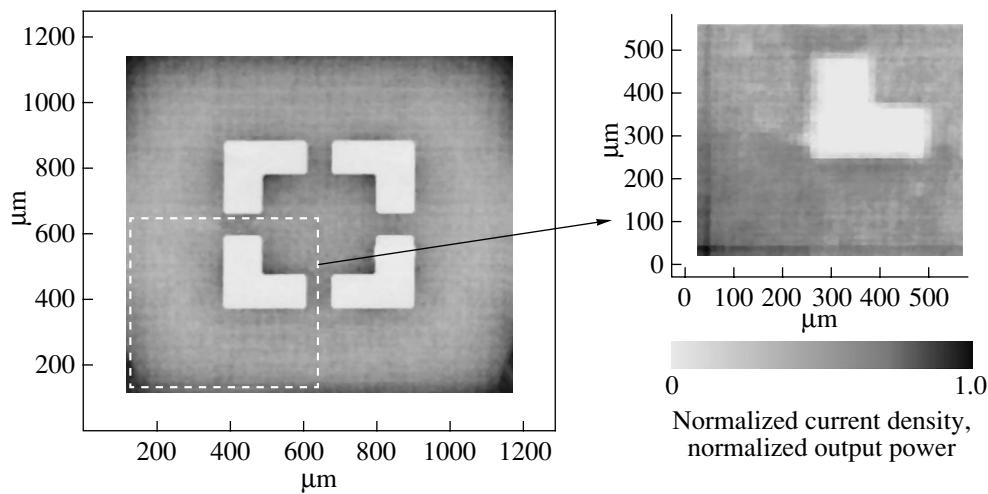 1200
1000
800
600
400
200
μm
200 400 600 800 1000 1200
μm
500
400
300
200
100
0
μm
0 100 200 300 400 500
μm
0 1.0
Normalized current density,
normalized output power